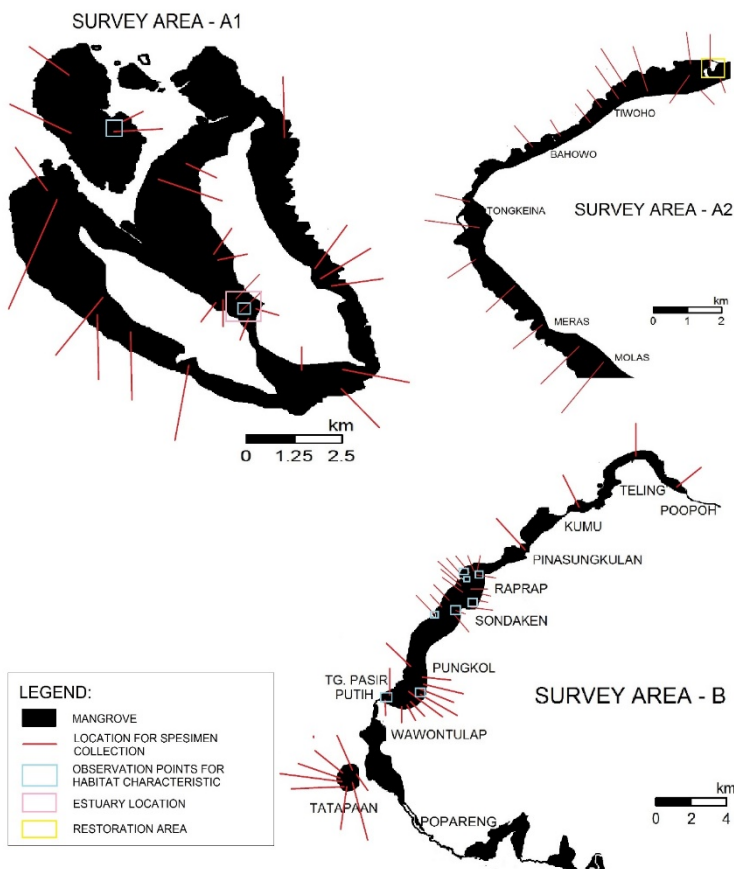 SURVEY AREA - A1
km
0 1.25 2.5
TIWOHO
BAHOWO
TONGKEINA
SURVEY AREA - A2
km
0 1 2
MERAS
MOLAS
TELING
POOPOH
KUMU
PINASUNGKULAN
RAPRAP
SONDAKEN
PUNGKOL
TG. PASIR
PUTIH
SURVEY AREA - B
WAWONTULAP
TATAPAAN
POPARENG
km
0 2 4
LEGEND:
MANGROVE
LOCATION FOR SPESIMEN
COLLECTION
OBSERVATION POINTS FOR
HABITAT CHARACTERISTIC
ESTUARY LOCATION
RESTORATION AREA